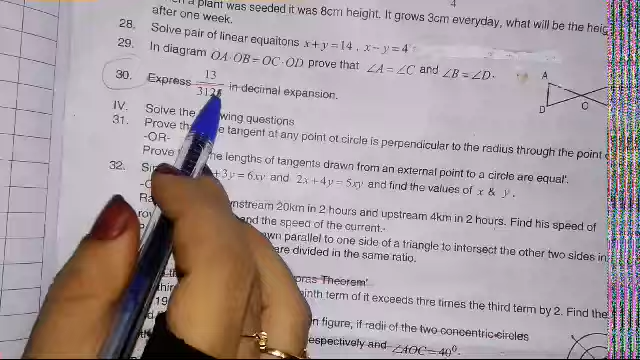 4
n a plant was seeded it was 8cm height. It grows 3cm everyday, what will be the heig
after one week.
28. Solve pair of linear equaitons x + y = 14 , x − y = 4
29. In diagram OA · OB = OC · OD prove that ∠A = ∠C and ∠B = ∠D.
30. Express 13/3125 in decimal expansion.
A
D
O
IV. Solve the wing questions
31. Prove the tangent at any point ot circle is perpendicular to the radius through the point
-OR-
Prove the lengths of tangents drawn from an external point to a circle are equal'.
32. + 3y = 6xy and 2x + 4y = 5xy and find the values of x & y.
wnstream 20km in 2 hours and upstream 4km in 2 hours. Find his speed of
and the speed of the current.
wn parallel to one side of a triangle to intersect the other two sides in
are divided in the same ratio.
oras Theorem'
inth term of it exceeds thre times the third term by 2. Find the
n figure, if radii of the two concentric circles
espectively and ∠AOC = 40⁰